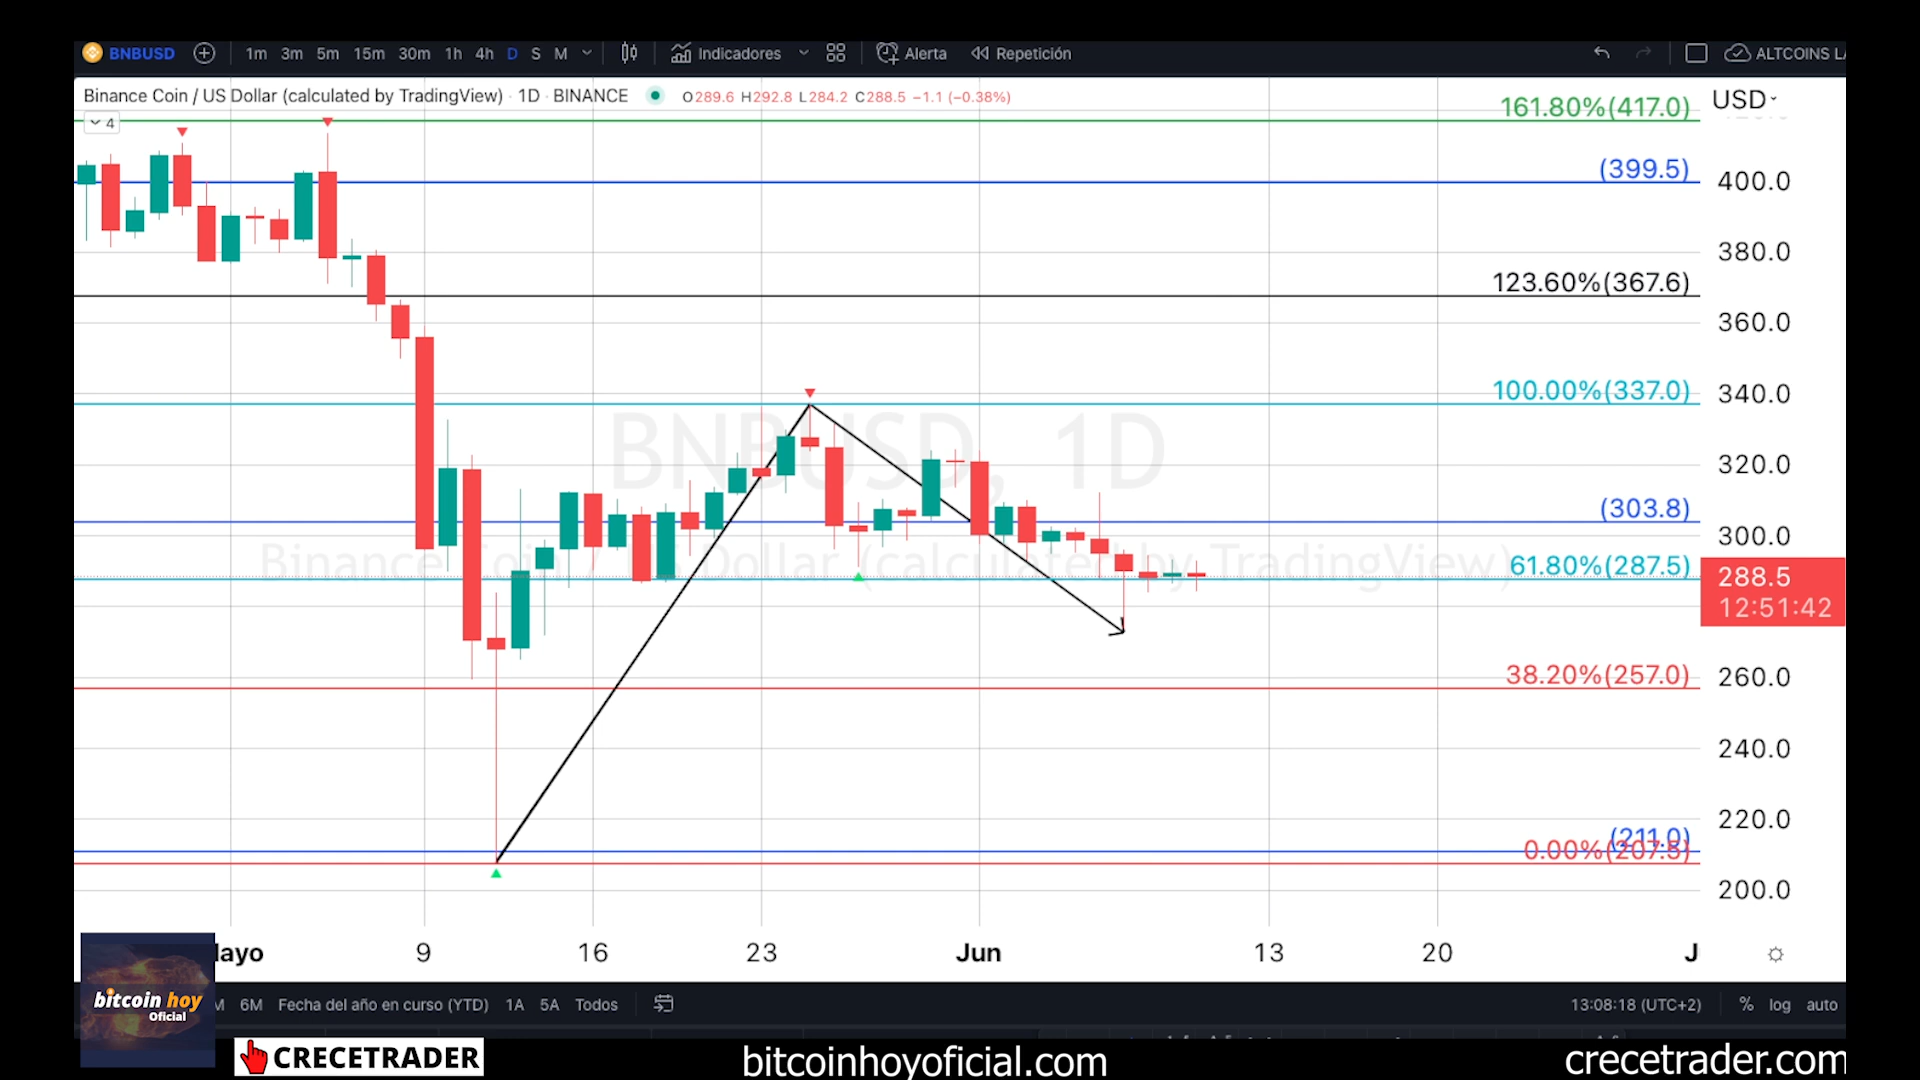 BNBUSD 1m 3m 5m 15m 30m 1h 4h D S M Indicadores Alerta Repetición ALTCOINS LA
Binance Coin / US Dollar (calculated by TradingView) · 1D · BINANCE O289.6 H292.8 L284.2 C288.5 −1.1 (−0.38%)
USD
4
161.80%(417.0)
(399.5)
400.0
380.0
123.60%(367.6)
360.0
100.00%(337.0)
340.0
BNBUSD, 1D
320.0
(303.8)
300.0
Binance Coin / US Dollar (calculated by TradingView)
61.80%(287.5)
288.5
12:51:42
38.20%(257.0)
260.0
240.0
220.0
(211.0)
0.00%(207.5)
200.0
ayo 9 16 23 Jun 13 20 J
M 6M Fecha del año en curso (YTD) 1A 5A Todos 13:08:18 (UTC+2) % log auto
bitcoin hoy
Oficial
CRECETRADER bitcoinhoyoficial.com crecetrader.com